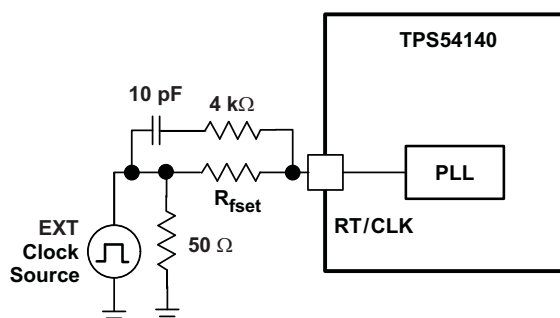 TPS54140
10 pF
4 kΩ
PLL
Rfset
RT/CLK
EXT
Clock
Source
50 Ω